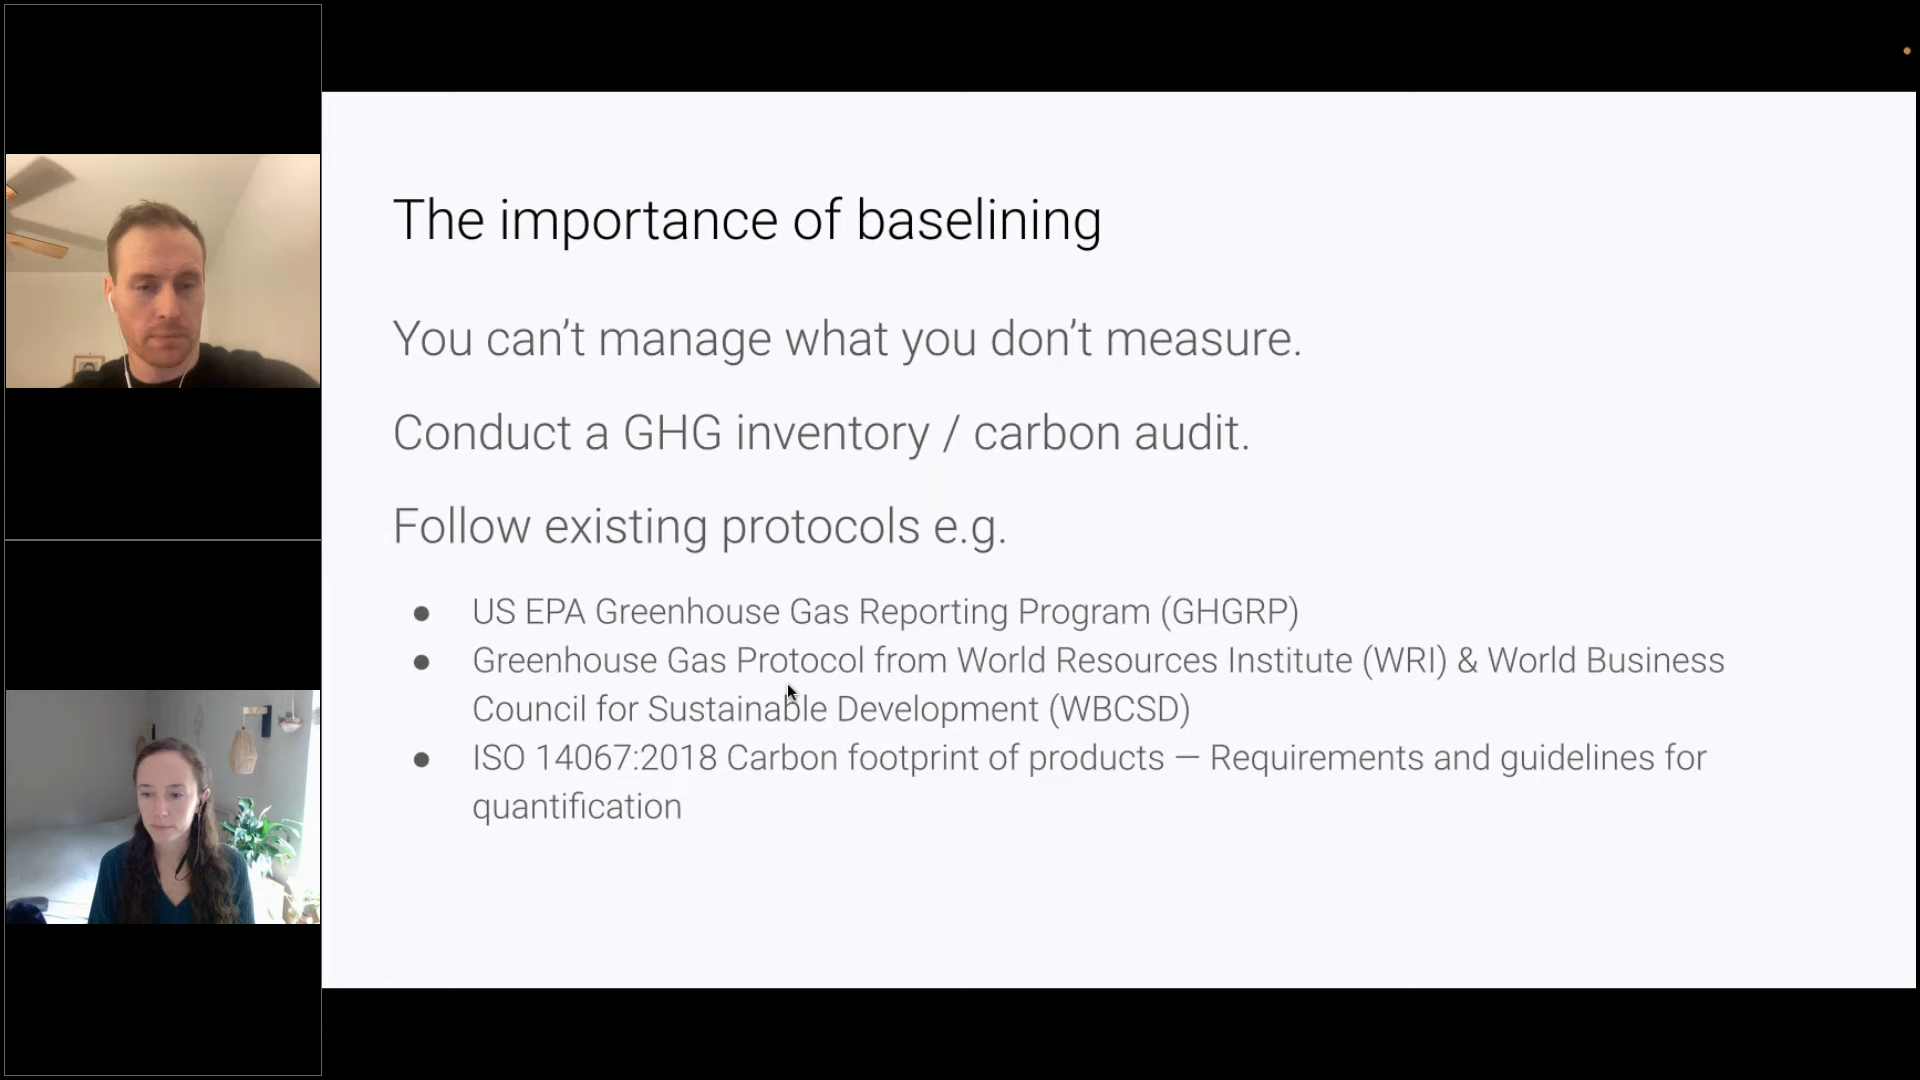 The importance of baselining
You can’t manage what you don’t measure.
Conduct a GHG inventory / carbon audit.
Follow existing protocols e.g.
● US EPA Greenhouse Gas Reporting Program (GHGRP)
● Greenhouse Gas Protocol from World Resources Institute (WRI) & World Business
Council for Sustainable Development (WBCSD)
● ISO 14067:2018 Carbon footprint of products — Requirements and guidelines for
quantification